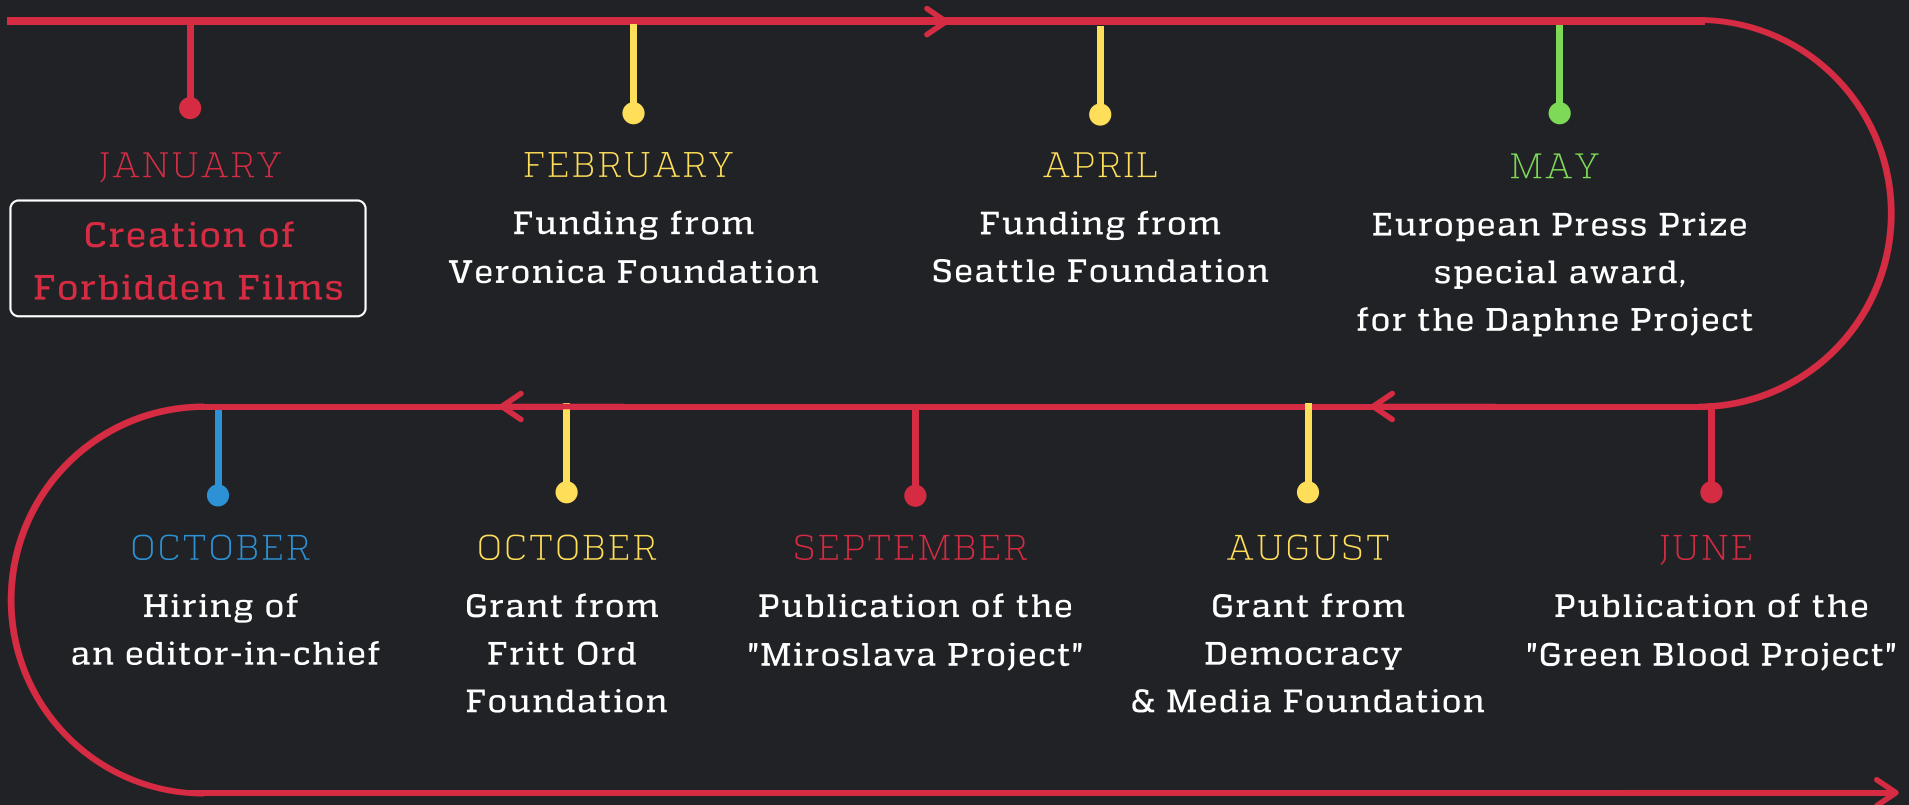 JANUARY
Creation of
Forbidden Films
FEBRUARY
Funding from
Veronica Foundation
APRIL
Funding from
Seattle Foundation
MAY
European Press Prize
special award,
for the Daphne Project
OCTOBER
Hiring of
an editor-in-chief
OCTOBER
Grant from
Fritt Ord
Foundation
SEPTEMBER
Publication of the
"Miroslava Project"
AUGUST
Grant from
Democracy
& Media Foundation
JUNE
Publication of the
"Green Blood Project"